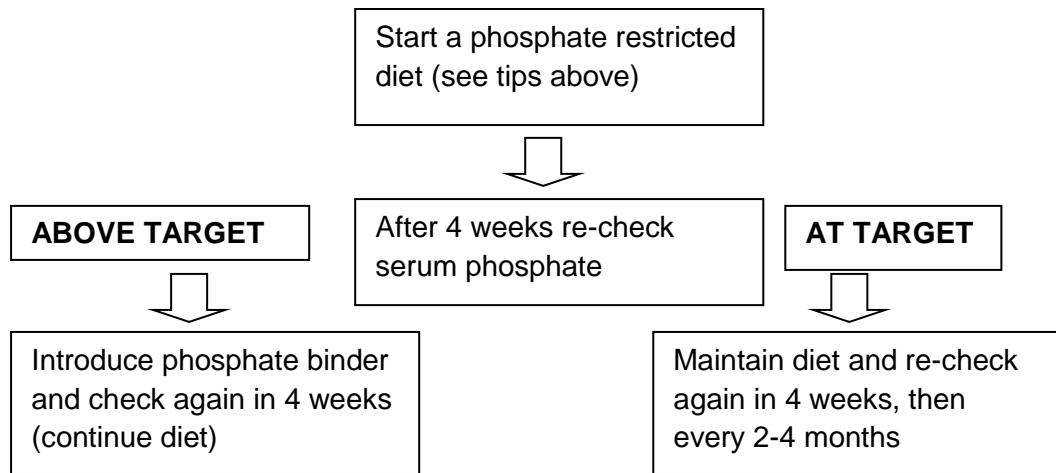 Start a phosphate restricted
diet (see tips above)
ABOVE TARGET
After 4 weeks re-check
serum phosphate
AT TARGET
Introduce phosphate binder
and check again in 4 weeks
(continue diet)
Maintain diet and re-check
again in 4 weeks, then
every 2-4 months